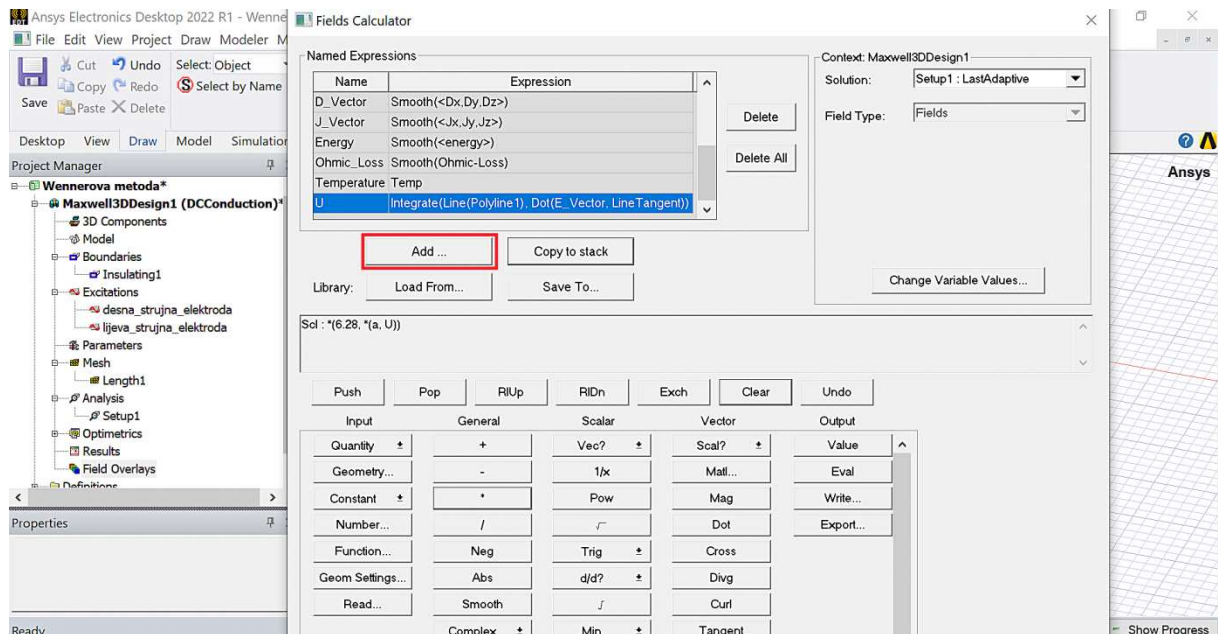 Ansys Electronics Desktop 2022 R1 - Wenne
File Edit View Project Draw Modeler M
Save
Cut Undo Select: Object
Copy Redo Select by Name
Paste Delete
Desktop View Draw Model Simulation
Project Manager
Wennerova metoda*
Maxwell3DDesign1 (DCConduction)*
3D Components
Model
Boundaries
Insulating1
Excitations
desna_strujna_elektroda
lijeva_strujna_elektroda
Parameters
Mesh
Length1
Analysis
Setup1
Optimetrics
Results
Field Overlays
Definitions
Properties
Ready
Fields Calculator
Named Expressions
Name Expression
D_Vector Smooth(<Dx,Dy,Dz>)
J_Vector Smooth(<Jx,Jy,Jz>)
Energy Smooth(<energy>)
Ohmic_Loss Smooth(Ohmic-Loss)
Temperature Temp
U Integrate(Line(Polyline1), Dot(E_Vector, LineTangent))
Delete
Delete All
Add ... Copy to stack
Library: Load From... Save To...
Context: Maxwell3DDesign1
Solution: Setup1 : LastAdaptive
Field Type: Fields
Change Variable Values...
Scl : *(6.28, *(a, U))
Push Pop RlUp RlDn Exch Clear Undo
Input General Scalar Vector Output
Quantity + Vec? Scal? Value
Geometry... - 1/x Matl... Eval
Constant * Pow Mag Write...
Number... / √ Dot Export...
Function... Neg Trig Cross
Geom Settings... Abs d/d? Divg
Read... Smooth ∫ Curl
Complex Min Tangent
Ansys
Show Progress